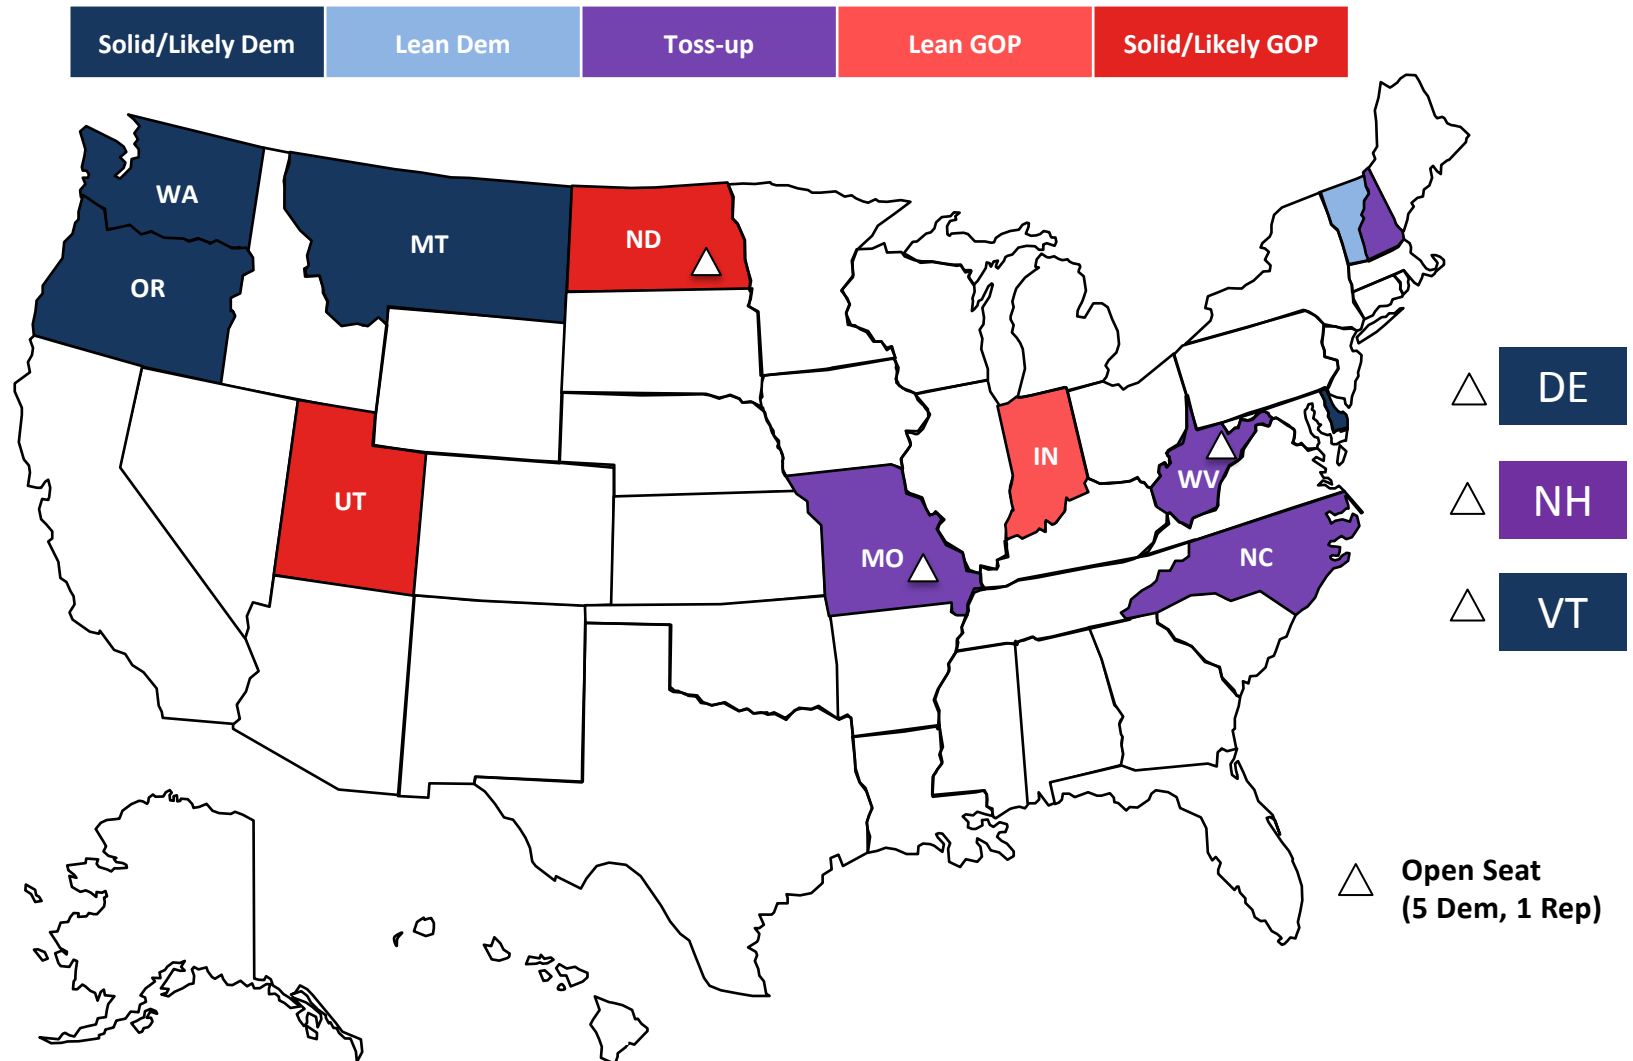 Solid/Likely Dem
Lean Dem
Toss-up
Lean GOP
Solid/Likely GOP
WA
MT
ND
OR
DE
IN
WV
UT
NH
MO
NC
VT
Open Seat
(5 Dem, 1 Rep)